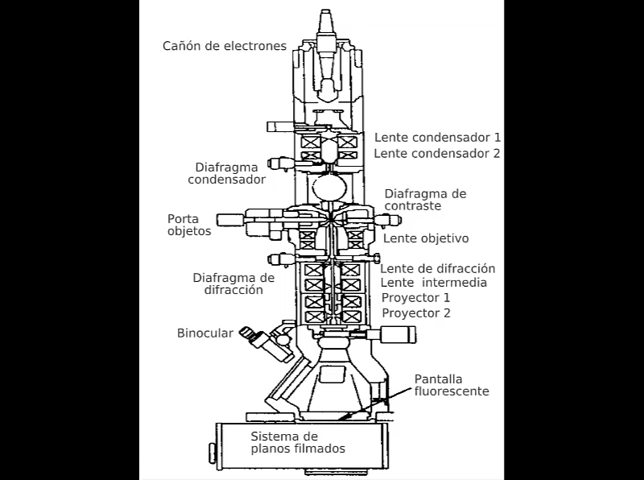 Cañón de electrones
Lente condensador 1
Lente condensador 2
Diafragma
condensador
Diafragma de
contraste
Porta
objetos
Lente objetivo
Lente de difracción
Diafragma de
difracción
Lente intermedia
Proyector 1
Proyector 2
Binocular
Pantalla
fluorescente
Sistema de
planos filmados